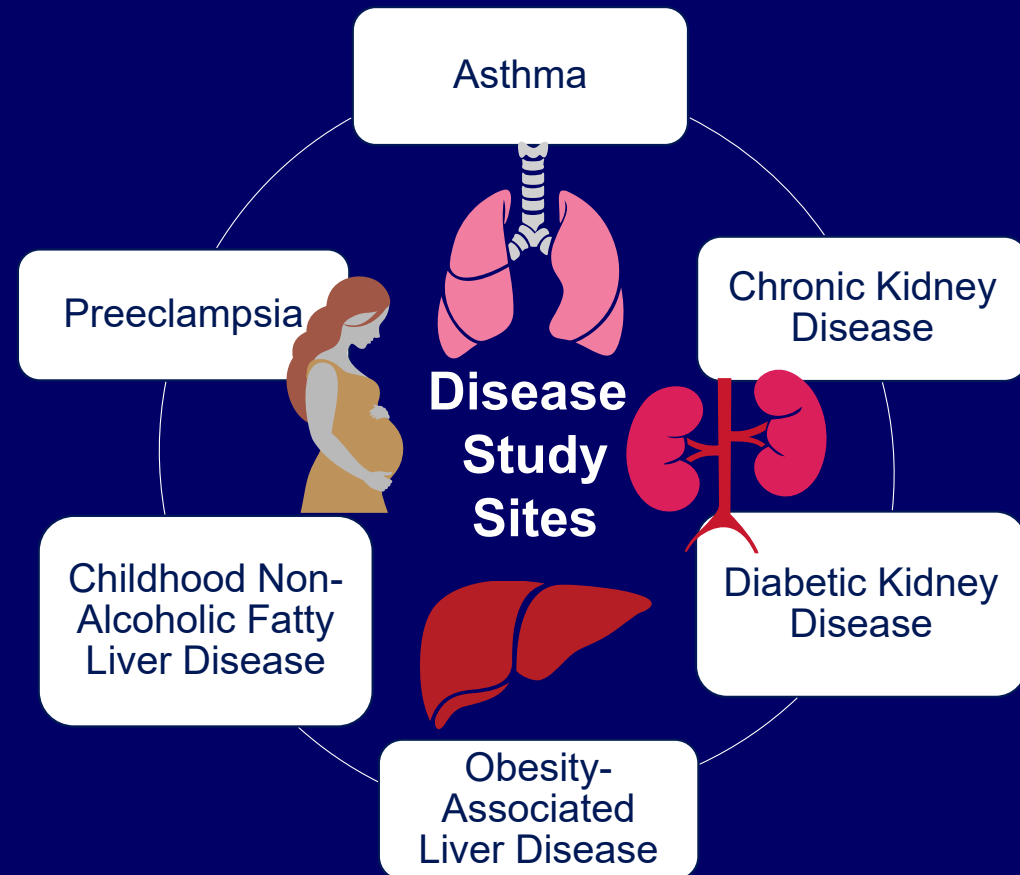 Asthma
Preeclampsia
Chronic Kidney
Disease
Disease
Study
Sites
Childhood Non-
Alcoholic Fatty
Liver Disease
Diabetic Kidney
Disease
Obesity-
Associated
Liver Disease